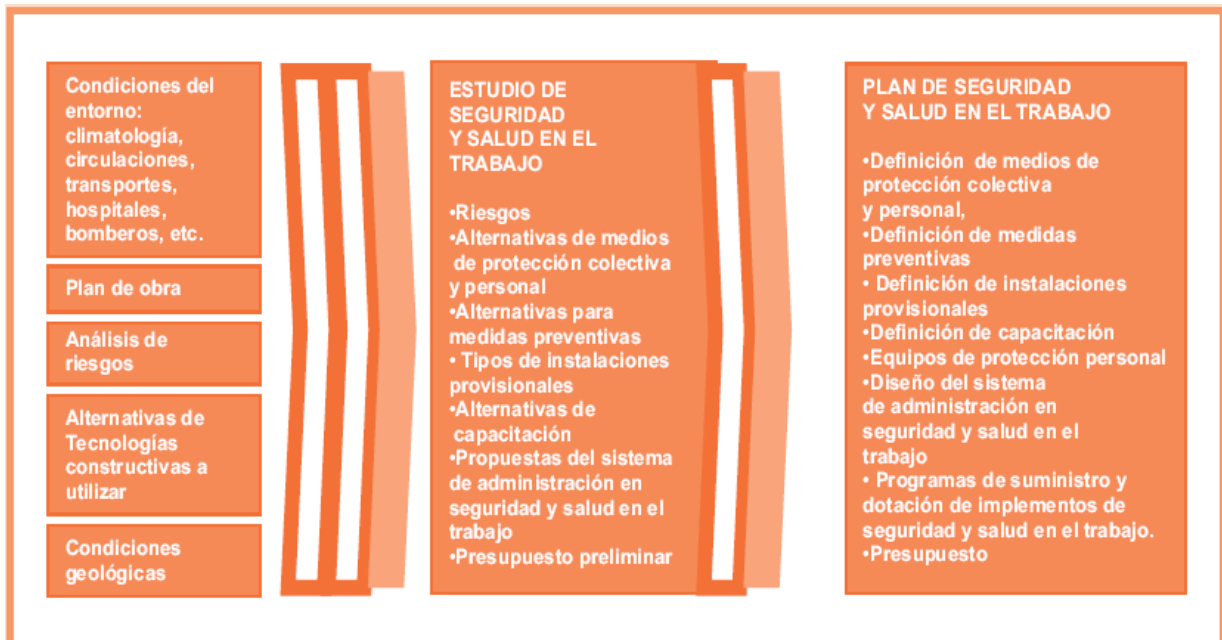 Condiciones del
entorno:
climatología,
circulaciones,
transportes,
hospitales,
bomberos, etc.
Plan de obra
Análisis de
riesgos
Alternativas de
Tecnologías
constructivas a
utilizar
Condiciones
geológicas
ESTUDIO DE
SEGURIDAD
Y SALUD EN EL
TRABAJO
•Riesgos
•Alternativas de medios
de protección colectiva
y personal
•Alternativas para
medidas preventivas
• Tipos de instalaciones
provisionales
•Alternativas de
capacitación
•Propuestas del sistema
de administración en
seguridad y salud en el
trabajo
•Presupuesto preliminar
PLAN DE SEGURIDAD
Y SALUD EN EL TRABAJO
•Definición de medios de
protección colectiva
y personal,
•Definición de medidas
preventivas
• Definición de instalaciones
provisionales
•Definición de capacitación
•Equipos de protección personal
•Diseño del sistema
de administración en
seguridad y salud en el
trabajo
• Programas de suministro y
dotación de implementos de
seguridad y salud en el trabajo.
•Presupuesto